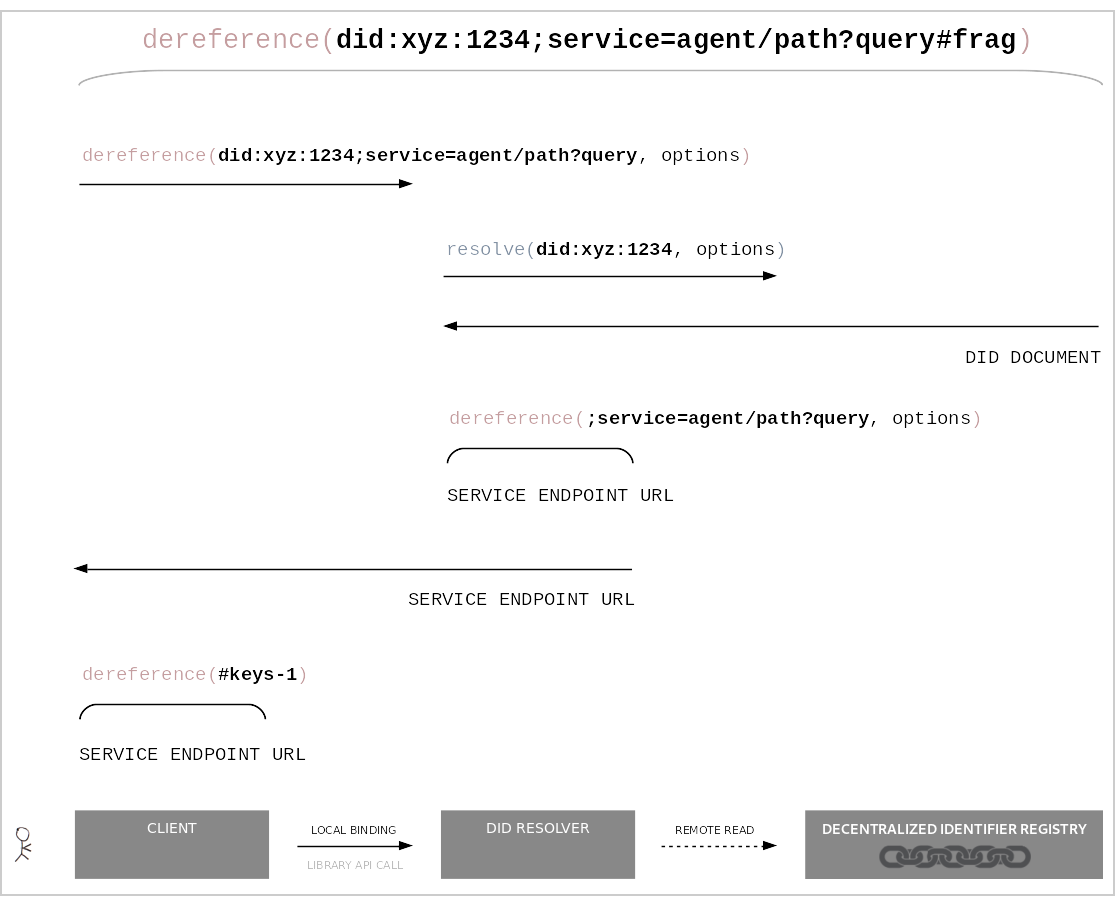 dereference(did:xyz:1234;service=agent/path?query#frag)
dereference(did:xyz:1234;service=agent/path?query, options)
resolve(did:xyz:1234, options)
DID DOCUMENT
dereference(;service=agent/path?query, options)
SERVICE ENDPOINT URL
SERVICE ENDPOINT URL
dereference(#keys-1)
SERVICE ENDPOINT URL
CLIENT
LOCAL BINDING
LIBRARY API CALL
DID RESOLVER
REMOTE READ
DECENTRALIZED IDENTIFIER REGISTRY